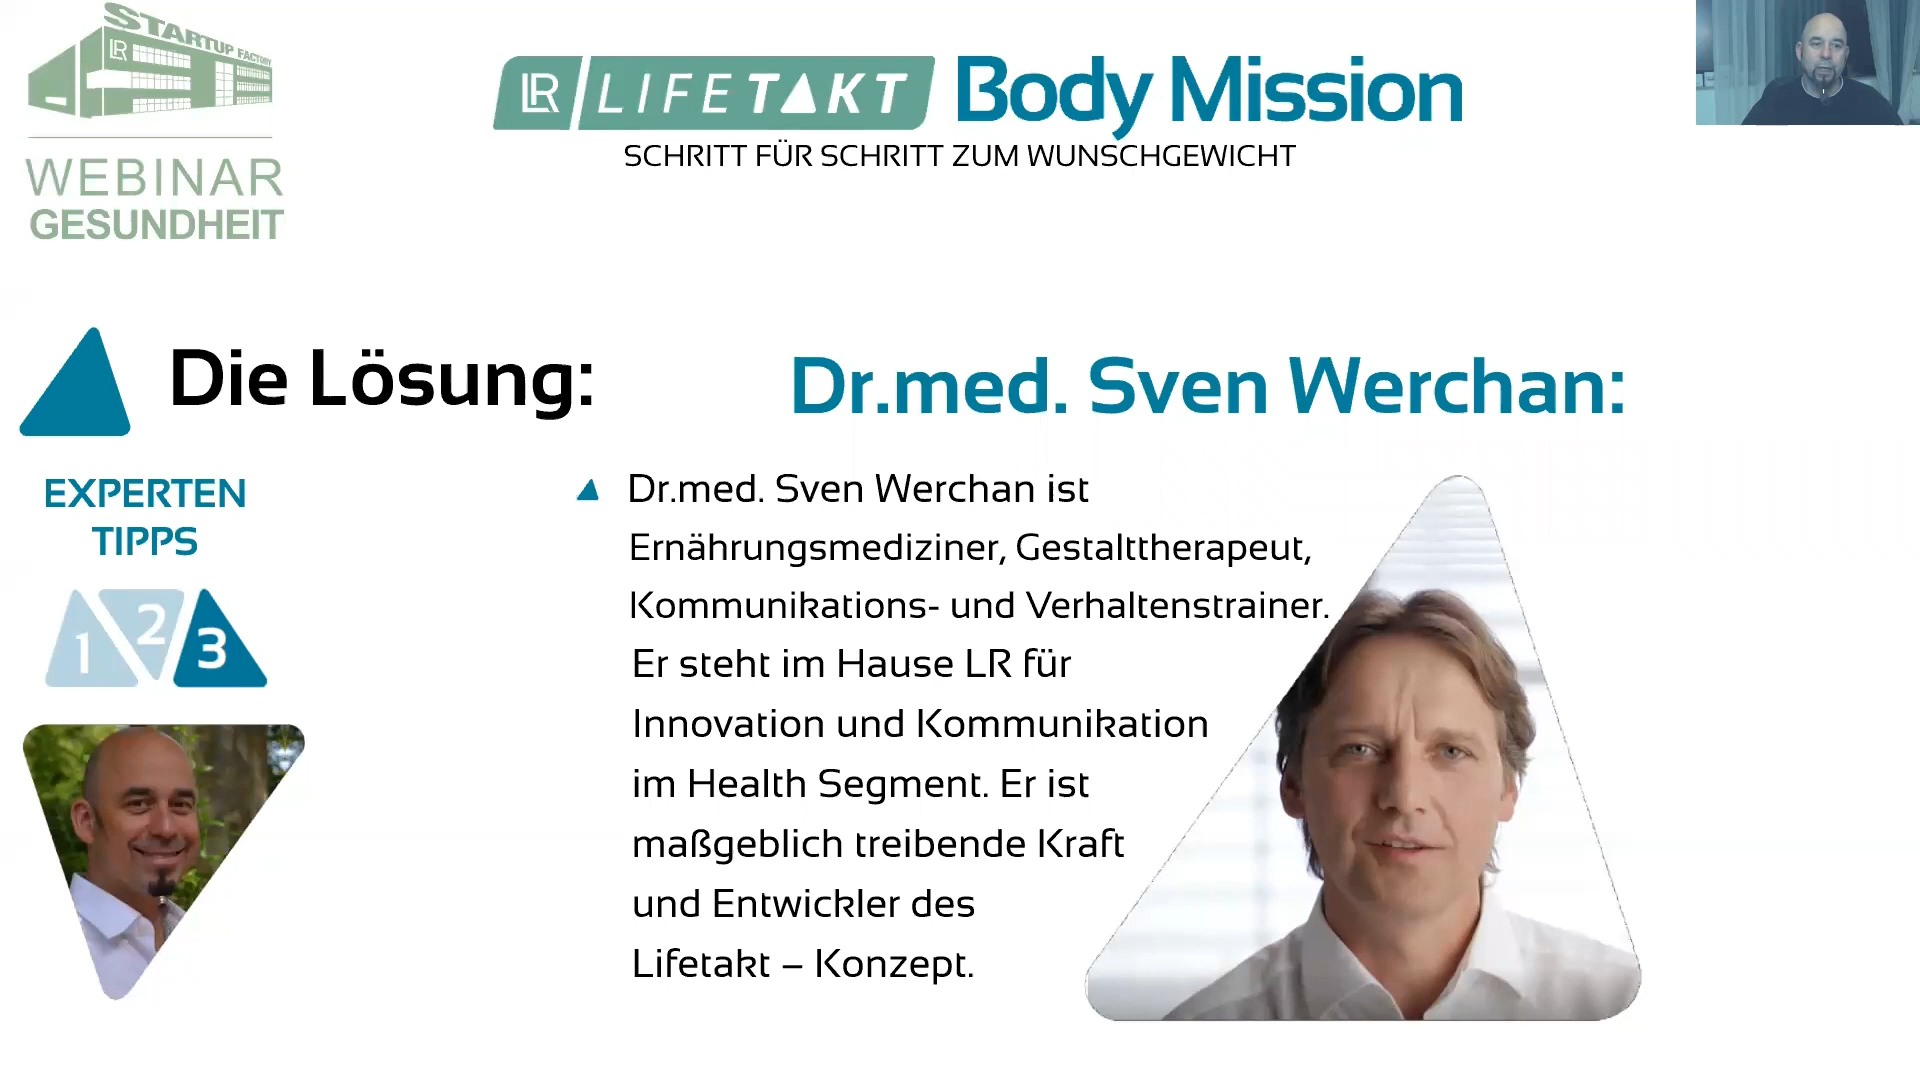 STARTUP FACTORY
LR
WEBINAR
GESUNDHEIT
LR LIFETAKT Body Mission
SCHRITT FÜR SCHRITT ZUM WUNSCHGEWICHT
Die Lösung:
Dr.med. Sven Werchan:
EXPERTEN
TIPPS
1 2 3
Dr.med. Sven Werchan ist
Ernährungsmediziner, Gestalttherapeut,
Kommunikations- und Verhaltenstrainer.
Er steht im Hause LR für
Innovation und Kommunikation
im Health Segment. Er ist
maßgeblich treibende Kraft
und Entwickler des
Lifetakt – Konzept.